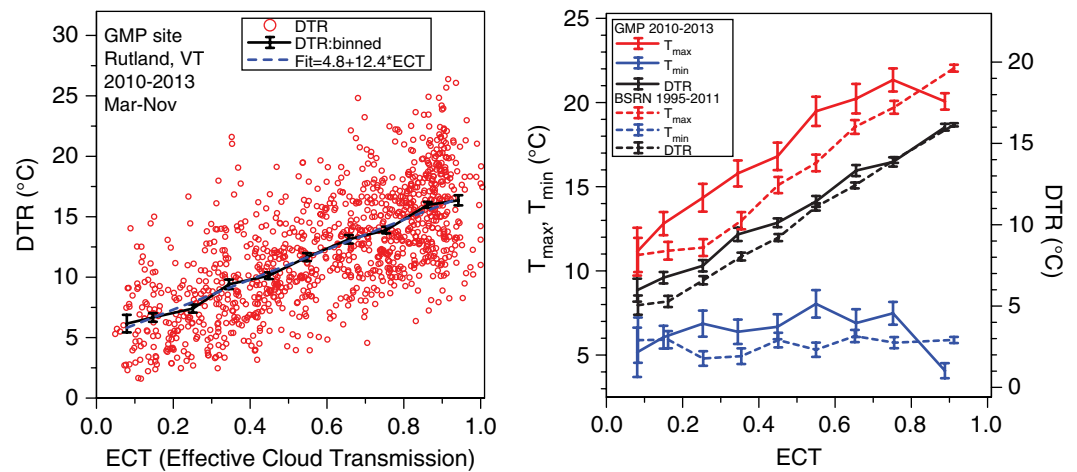 GMP site
Rutland, VT
2010-2013
Mar-Nov
DTR
DTR:binned
Fit=4.8+12.4*ECT
DTR (°C)
30
25
20
15
10
5
0
0.0 0.2 0.4 0.6 0.8 1.0
ECT (Effective Cloud Transmission)
GMP 2010-2013
Tmax
Tmin
DTR
BSRN 1995-2011
Tmax
Tmin
DTR
Tmax, Tmin (°C)
25
20
15
10
5
DTR (°C)
20
15
10
5
0
0.0 0.2 0.4 0.6 0.8 1.0
ECT